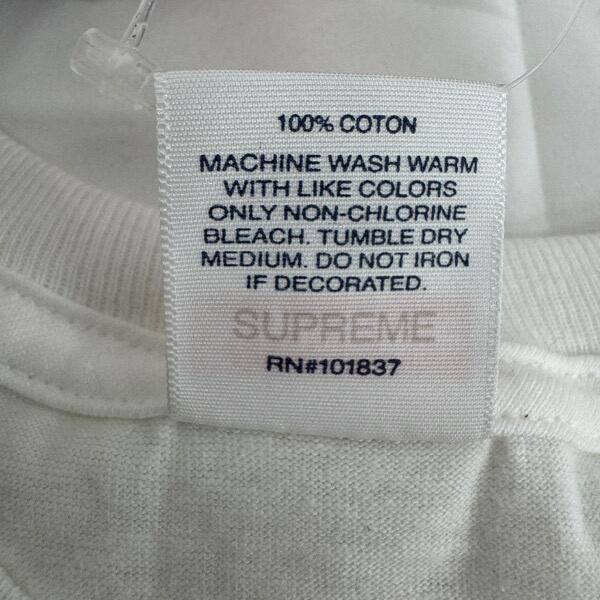 100% COTON
MACHINE WASH WARM
WITH LIKE COLORS
ONLY NON-CHLORINE
BLEACH. TUMBLE DRY
MEDIUM. DO NOT IRON
IF DECORATED.
SUPREME
RN#101837